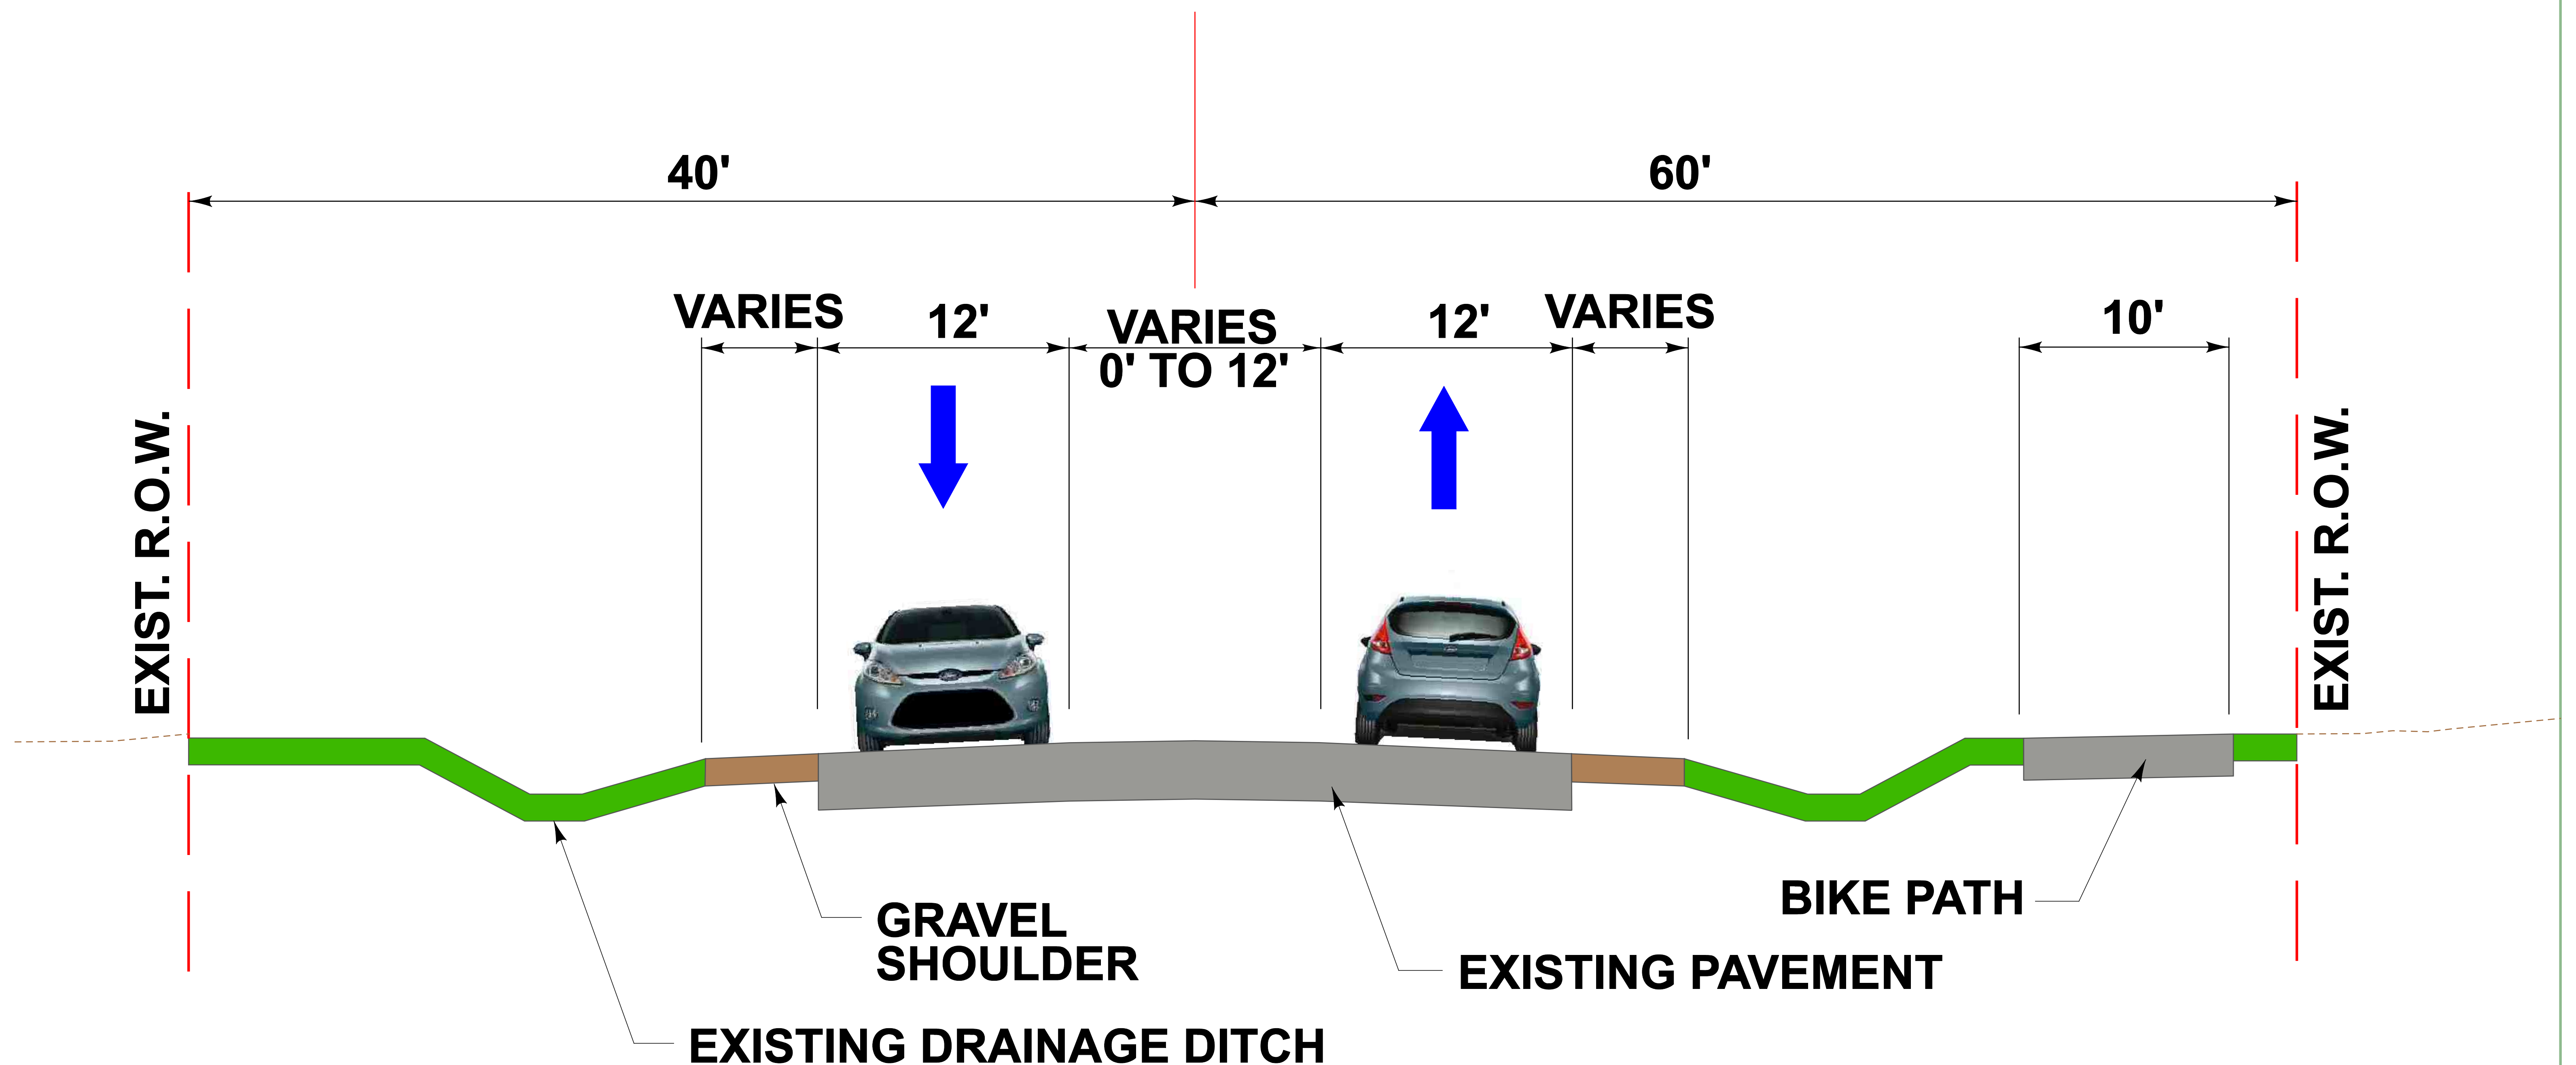 40'
60'
VARIES
12'
VARIES
0' TO 12'
12'
VARIES
10'
EXIST. R.O.W.
EXIST. R.O.W.
BIKE PATH
GRAVEL
SHOULDER
EXISTING PAVEMENT
EXISTING DRAINAGE DITCH